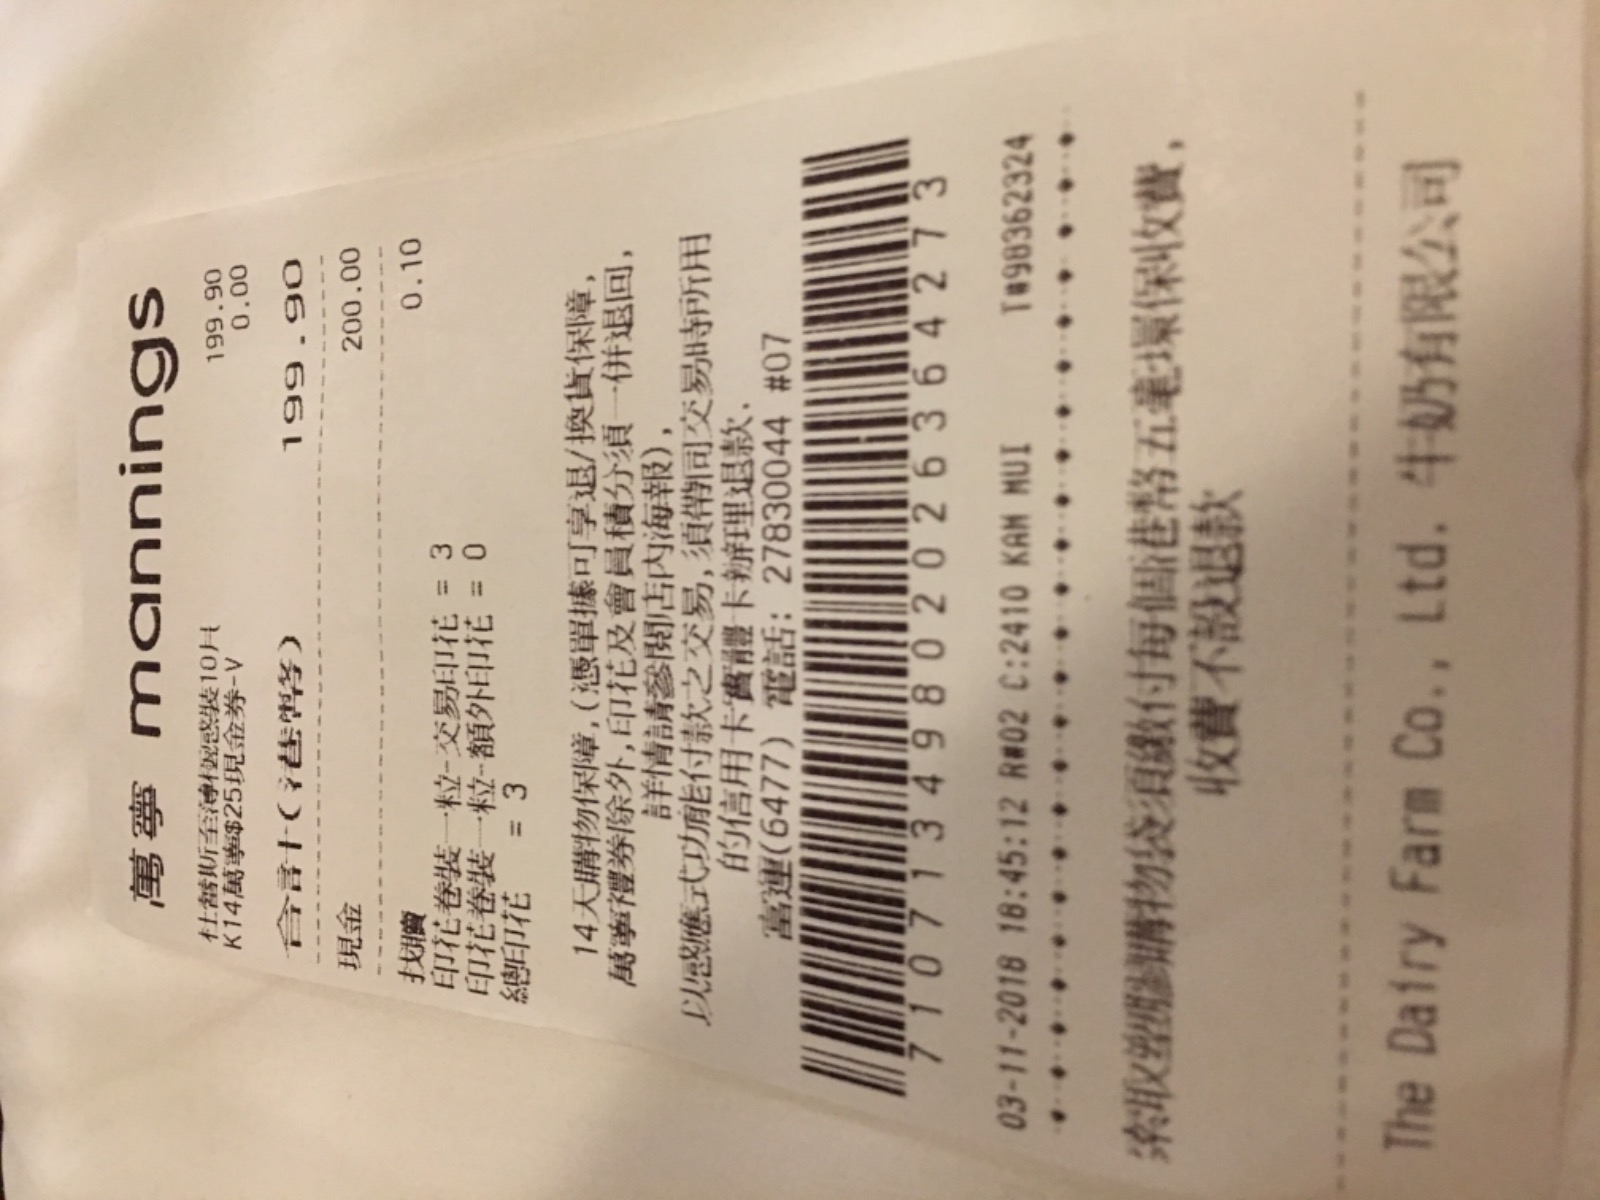 萬寧 mannings
杜蕾斯至薄極惑裝10片 199.90
K14萬寧$25現金券-V 0.00
合計(港幣) 199.90
現金 200.00
找贖 0.10
印花卷裝一粒-交易印花 = 3
印花卷裝一粒-額外印花 = 0
總印花 = 3
14天購物保障,(憑單據可享退/換貨保障,
萬寧禮券除外,印花及會員積分須一併退回,
詳情請參閱店內海報),
以感應式功能付款之交易,須帶同交易時所用
的信用卡實體卡辦理退款.
富運(6477) 電話: 27830044 #07
71071349802026364273
03-11-2018 18:45:12 R#02 C:2410 KAM MUI T#98362324
索取塑膠購物袋須繳付每個港幣五毫環保收費,
收費不設退款
The Dairy Farm Co., Ltd. 牛奶有限公司